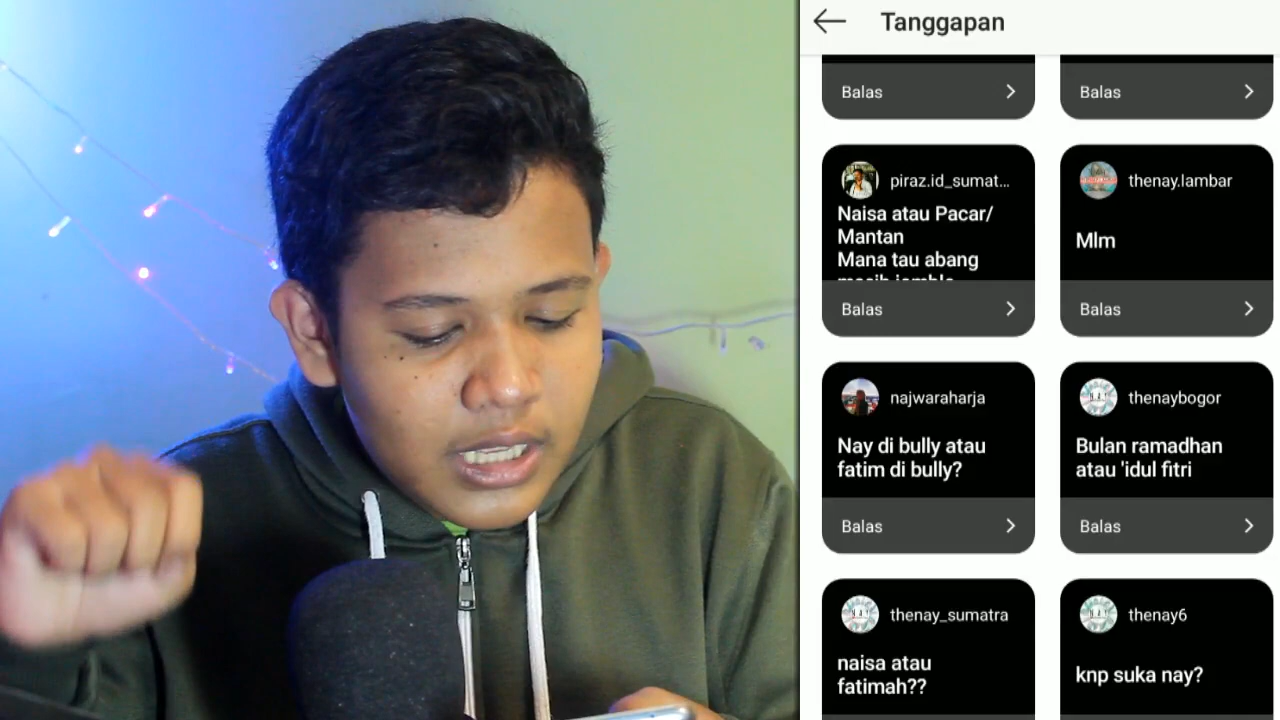 Tanggapan
Balas
Balas
piraz.id_sumat...
Naisa atau Pacar/
Mantan
Mana tau abang
masih jomblo
Balas
thenay.lambar
Mlm
Balas
najwaraharja
Nay di bully atau
fatim di bully?
Balas
thenaybogor
Bulan ramadhan
atau 'idul fitri
Balas
thenay_sumatra
naisa atau
fatimah??
thenay6
knp suka nay?